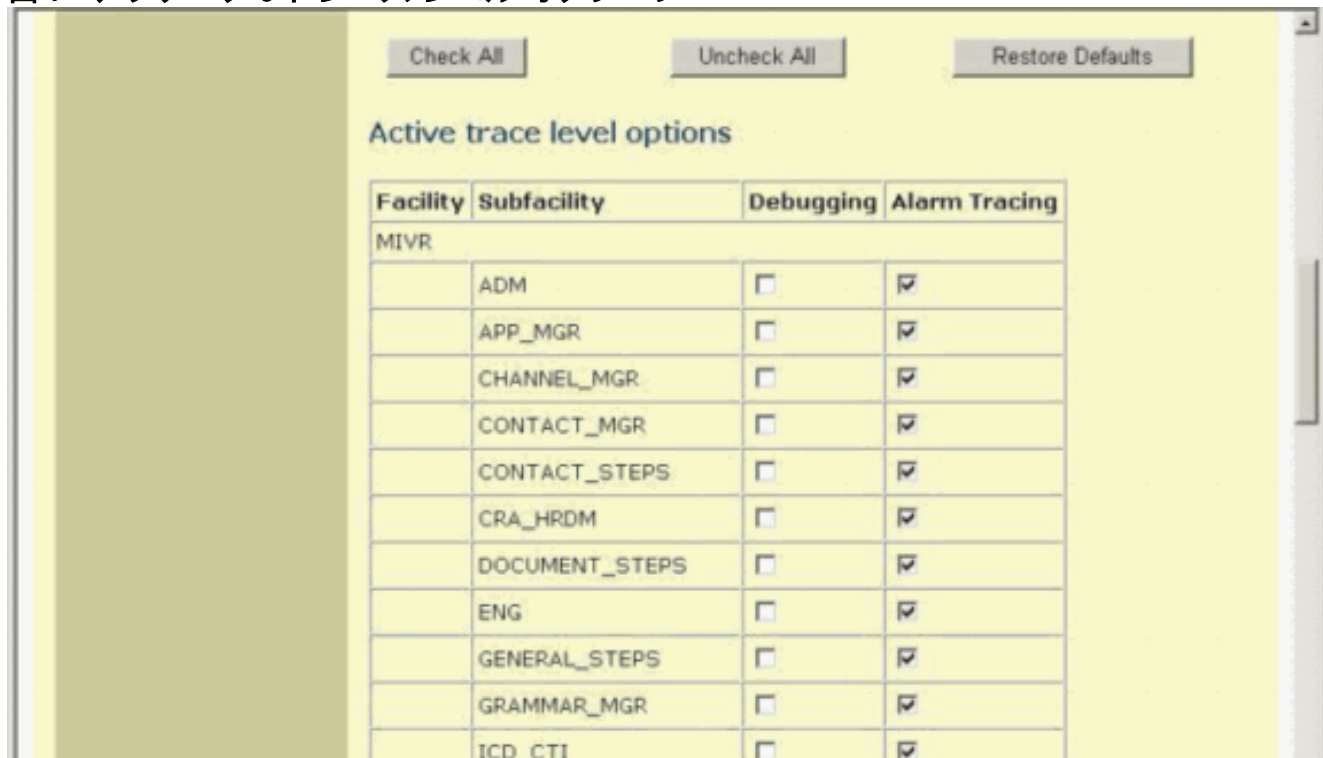 Check All Uncheck All Restore Defaults
Active trace level options
Facility Subfacility Debugging Alarm Tracing
MIVR
ADM
APP_MGR
CHANNEL_MGR
CONTACT_MGR
CONTACT_STEPS
CRA_HRDM
DOCUMENT_STEPS
ENG
GENERAL_STEPS
GRAMMAR_MGR
ICD_CTI